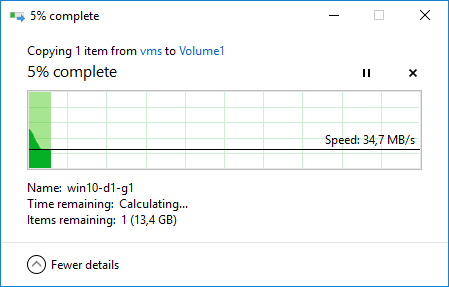 5% complete
Copying 1 item from vms to Volume1
5% complete
Speed: 34,7 MB/s
Name: win10-d1-g1
Time remaining: Calculating...
Items remaining: 1 (13,4 GB)
Fewer details